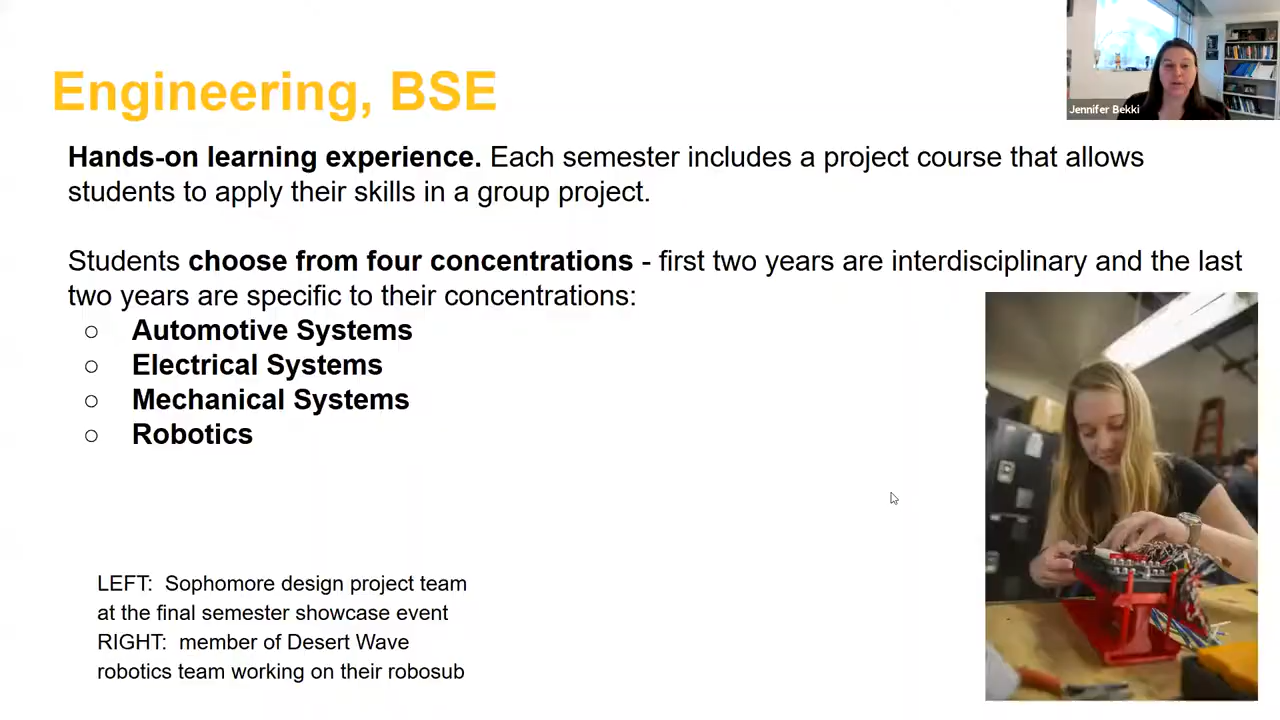 Engineering, BSE
Jennifer Bekki
Hands-on learning experience. Each semester includes a project course that allows
students to apply their skills in a group project.
Students choose from four concentrations - first two years are interdisciplinary and the last
two years are specific to their concentrations:
○ Automotive Systems
○ Electrical Systems
○ Mechanical Systems
○ Robotics
LEFT: Sophomore design project team
at the final semester showcase event
RIGHT: member of Desert Wave
robotics team working on their robosub